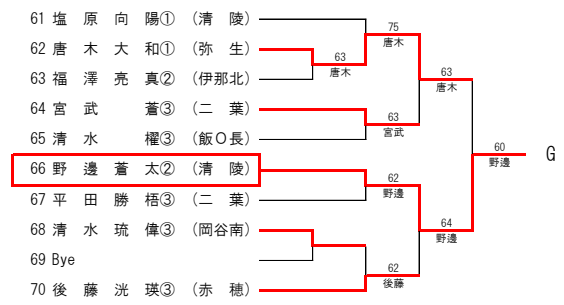 61 塩 原 向 陽① （清 陵）
62 唐 木 大 和① （弥 生）
63 福 澤 亮 真② （伊那北）
64 宮 武 蒼③ （二 葉）
65 清 水 櫂③ （飯O長）
66 野 邊 蒼 太② （清 陵）
67 平 田 勝 梧③ （二 葉）
68 清 水 琉 偉③ （岡谷南）
69 Bye
70 後 藤 洸 瑛③ （赤 穂）
63
唐木
75
唐木
63
宮武
62
野邊
62
後藤
63
唐木
64
野邊
60
野邊
G